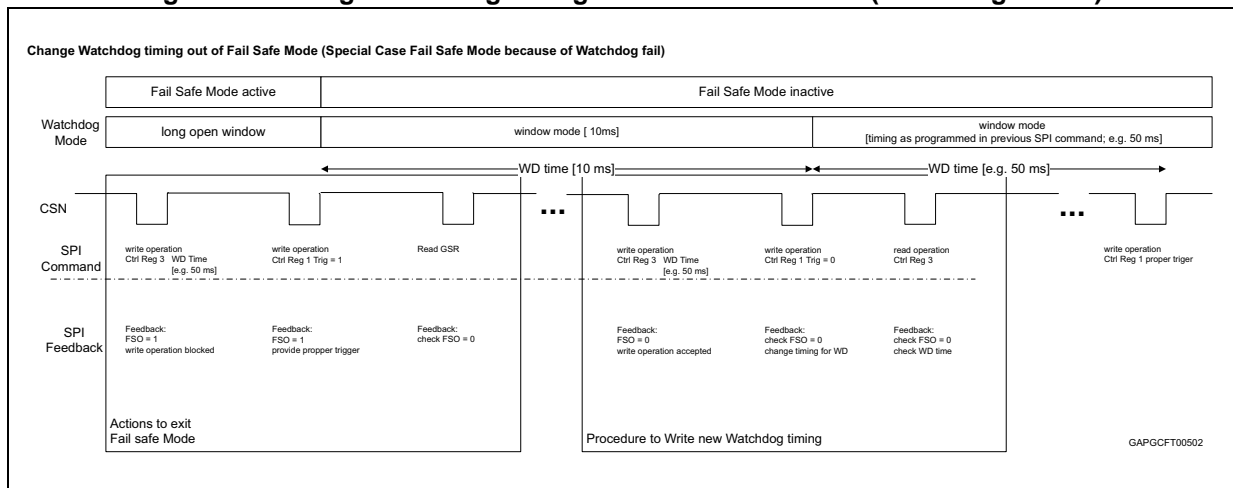 Change Watchdog timing out of Fail Safe Mode (Special Case Fail Safe Mode because of Watchdog fail)
Fail Safe Mode active
Fail Safe Mode inactive
Watchdog
Mode
long open window
window mode [ 10ms]
window mode
[timing as programmed in previous SPI command; e.g. 50 ms]
WD time [10 ms]
WD time [e.g. 50 ms]
CSN
...
...
SPI
Command
write operation
Ctrl Reg 3 WD Time
[e.g. 50 ms]
write operation
Ctrl Reg 1 Trig = 1
Read GSR
write operation
Ctrl Reg 3 WD Time
[e.g. 50 ms]
write operation
Ctrl Reg 1 Trig = 0
read operation
Ctrl Reg 3
write operation
Ctrl Reg 1 proper triger
SPI
Feedback
Feedback:
FSO = 1
write operation blocked
Feedback:
FSO = 1
provide propper trigger
Feedback:
check FSO = 0
Feedback:
FSO = 0
write operation accepted
Feedback:
check FSO = 0
change timing for WD
Feedback:
check FSO = 0
check WD time
Actions to exit
Fail safe Mode
Procedure to Write new Watchdog timing
GAPGCFT00502